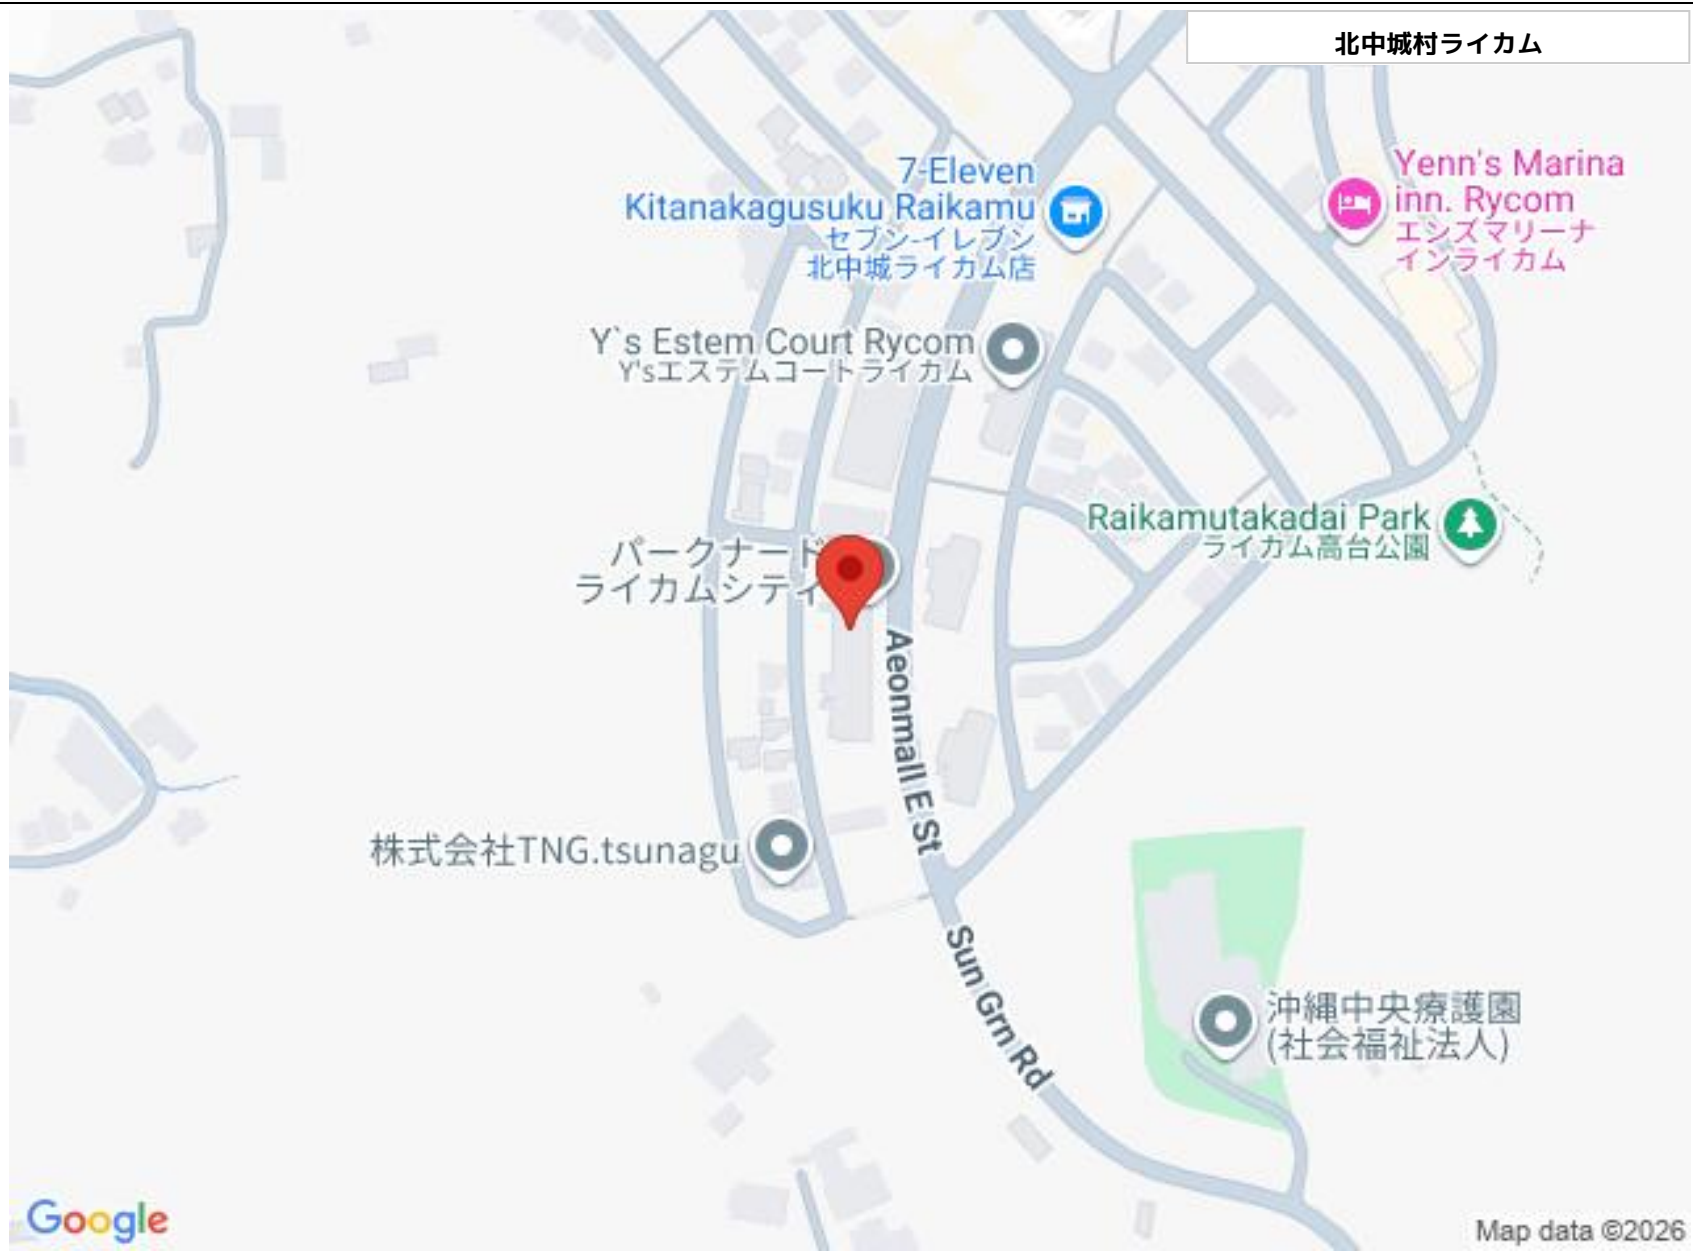 北中城村ライカム
7-Eleven
Kitanakagusuku Raikamu
セブン-イレブン
北中城ライカム店
Yenn's Marina
inn. Rycom
エンズマリーナ
インライカム
Y`s Estem Court Rycom
Y'sエステムコートライカム
Raikamutakadai Park
ライカム高台公園
パークナード
ライカムシティ
Aeonmall E St
株式会社TNG.tsunagu
Sun Grn Rd
沖縄中央療護園
(社会福祉法人)
Google
Map data ©2026